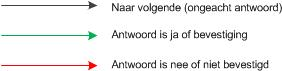 Naar volgende (ongeacht antwoord)
Antwoord is ja of bevestiging
Antwoord is nee of niet bevestigd